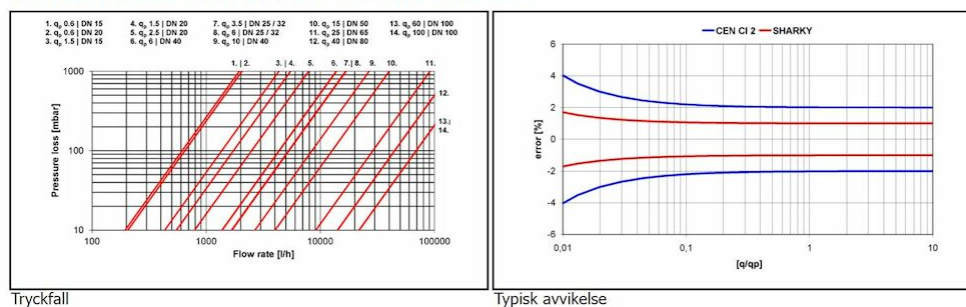 1. qp 0.6 | DN 15 4. qp 1.5 | DN 20 7. qp 3.5 | DN 25 / 32 10. qp 15 | DN 50 13. qp 60 | DN 100
2. qp 0.6 | DN 20 5. qp 2.5 | DN 20 8. qp 6 | DN 25 / 32 11. qp 25 | DN 65 14. qp 100 | DN 100
3. qp 1.5 | DN 15 6. qp 6 | DN 40 9. qp 10 | DN 40 12. qp 40 | DN 80
1. | 2. 3. | 4. 5. 6. 7.| 8. 9. 10. 11.
12.
13.|
14.
Pressure loss [mbar]
1000
100
10
100 1000 10000 100000
Flow rate [l/h]
Tryckfall
CEN Cl 2 SHARKY
error [%]
6
4
2
0
-2
-4
-6
0,01 0,1 1 10
[q/qp]
Typisk avvikelse